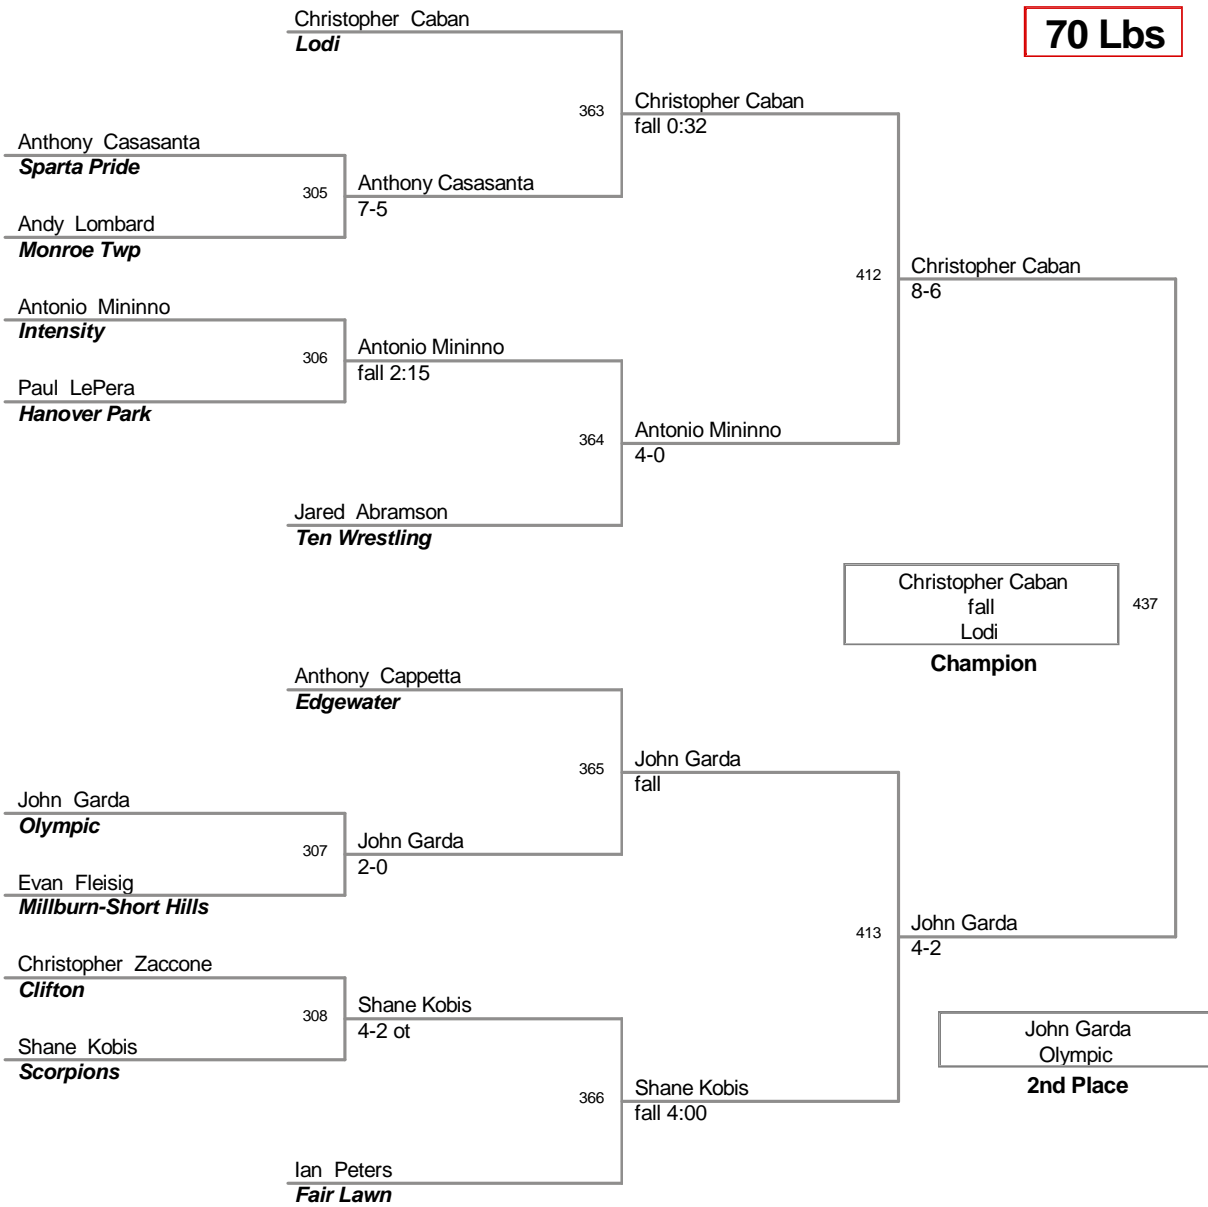 Christopher Caban
Lodi
70 Lbs
363
Christopher Caban
fall 0:32
Anthony Casasanta
Sparta Pride
305
Anthony Casasanta
7-5
Andy Lombard
Monroe Twp
412
Christopher Caban
8-6
Antonio Mininno
Intensity
306
Antonio Mininno
fall 2:15
Paul LePera
Hanover Park
364
Antonio Mininno
4-0
Jared Abramson
Ten Wrestling
Christopher Caban
fall
Lodi
437
Champion
Anthony Cappetta
Edgewater
365
John Garda
fall
John Garda
Olympic
307
John Garda
2-0
Evan Fleisig
Millburn-Short Hills
413
John Garda
4-2
Christopher Zaccone
Clifton
308
Shane Kobis
4-2 ot
Shane Kobis
Scorpions
John Garda
Olympic
2nd Place
366
Shane Kobis
fall 4:00
Ian Peters
Fair Lawn